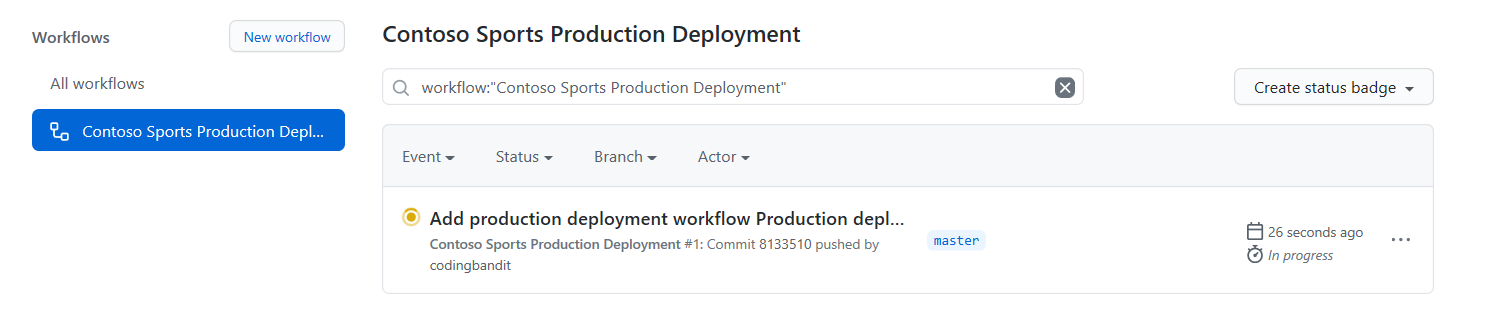 Workflows
New workflow
All workflows
Contoso Sports Production Depl...
Contoso Sports Production Deployment
workflow:"Contoso Sports Production Deployment"
Create status badge
Event
Status
Branch
Actor
Add production deployment workflow Production depl...
Contoso Sports Production Deployment #1: Commit 8133510 pushed by
codingbandit
master
26 seconds ago
In progress